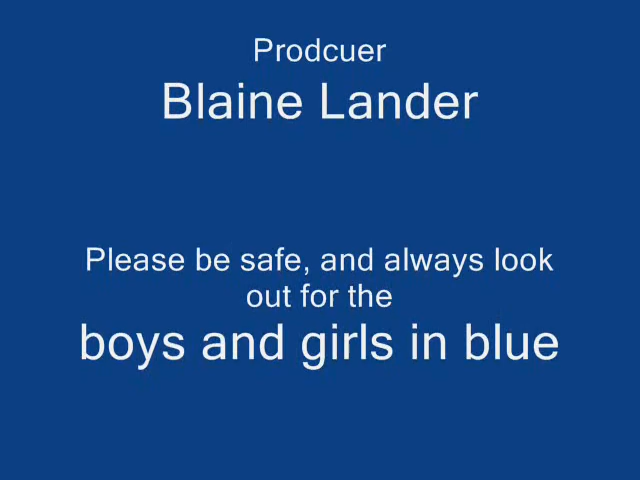 Prodcuer
Blaine Lander
Please be safe, and always look
out for the
boys and girls in blue